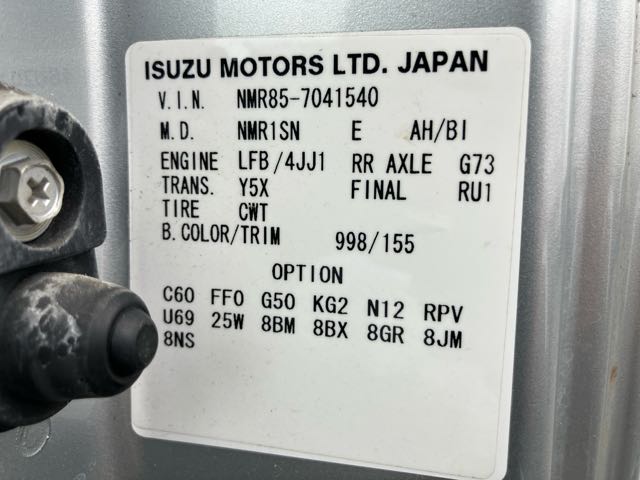 ISUZU MOTORS LTD. JAPAN
V.I.N. NMR85-7041540
M.D. NMR1SN E AH/BI
ENGINE LFB/4JJ1 RR AXLE G73
TRANS. Y5X FINAL RU1
TIRE CWT
B.COLOR/TRIM 998/155
OPTION
C60 FF0 G50 KG2 N12 RPV
U69 25W 8BM 8BX 8GR 8JM
8NS